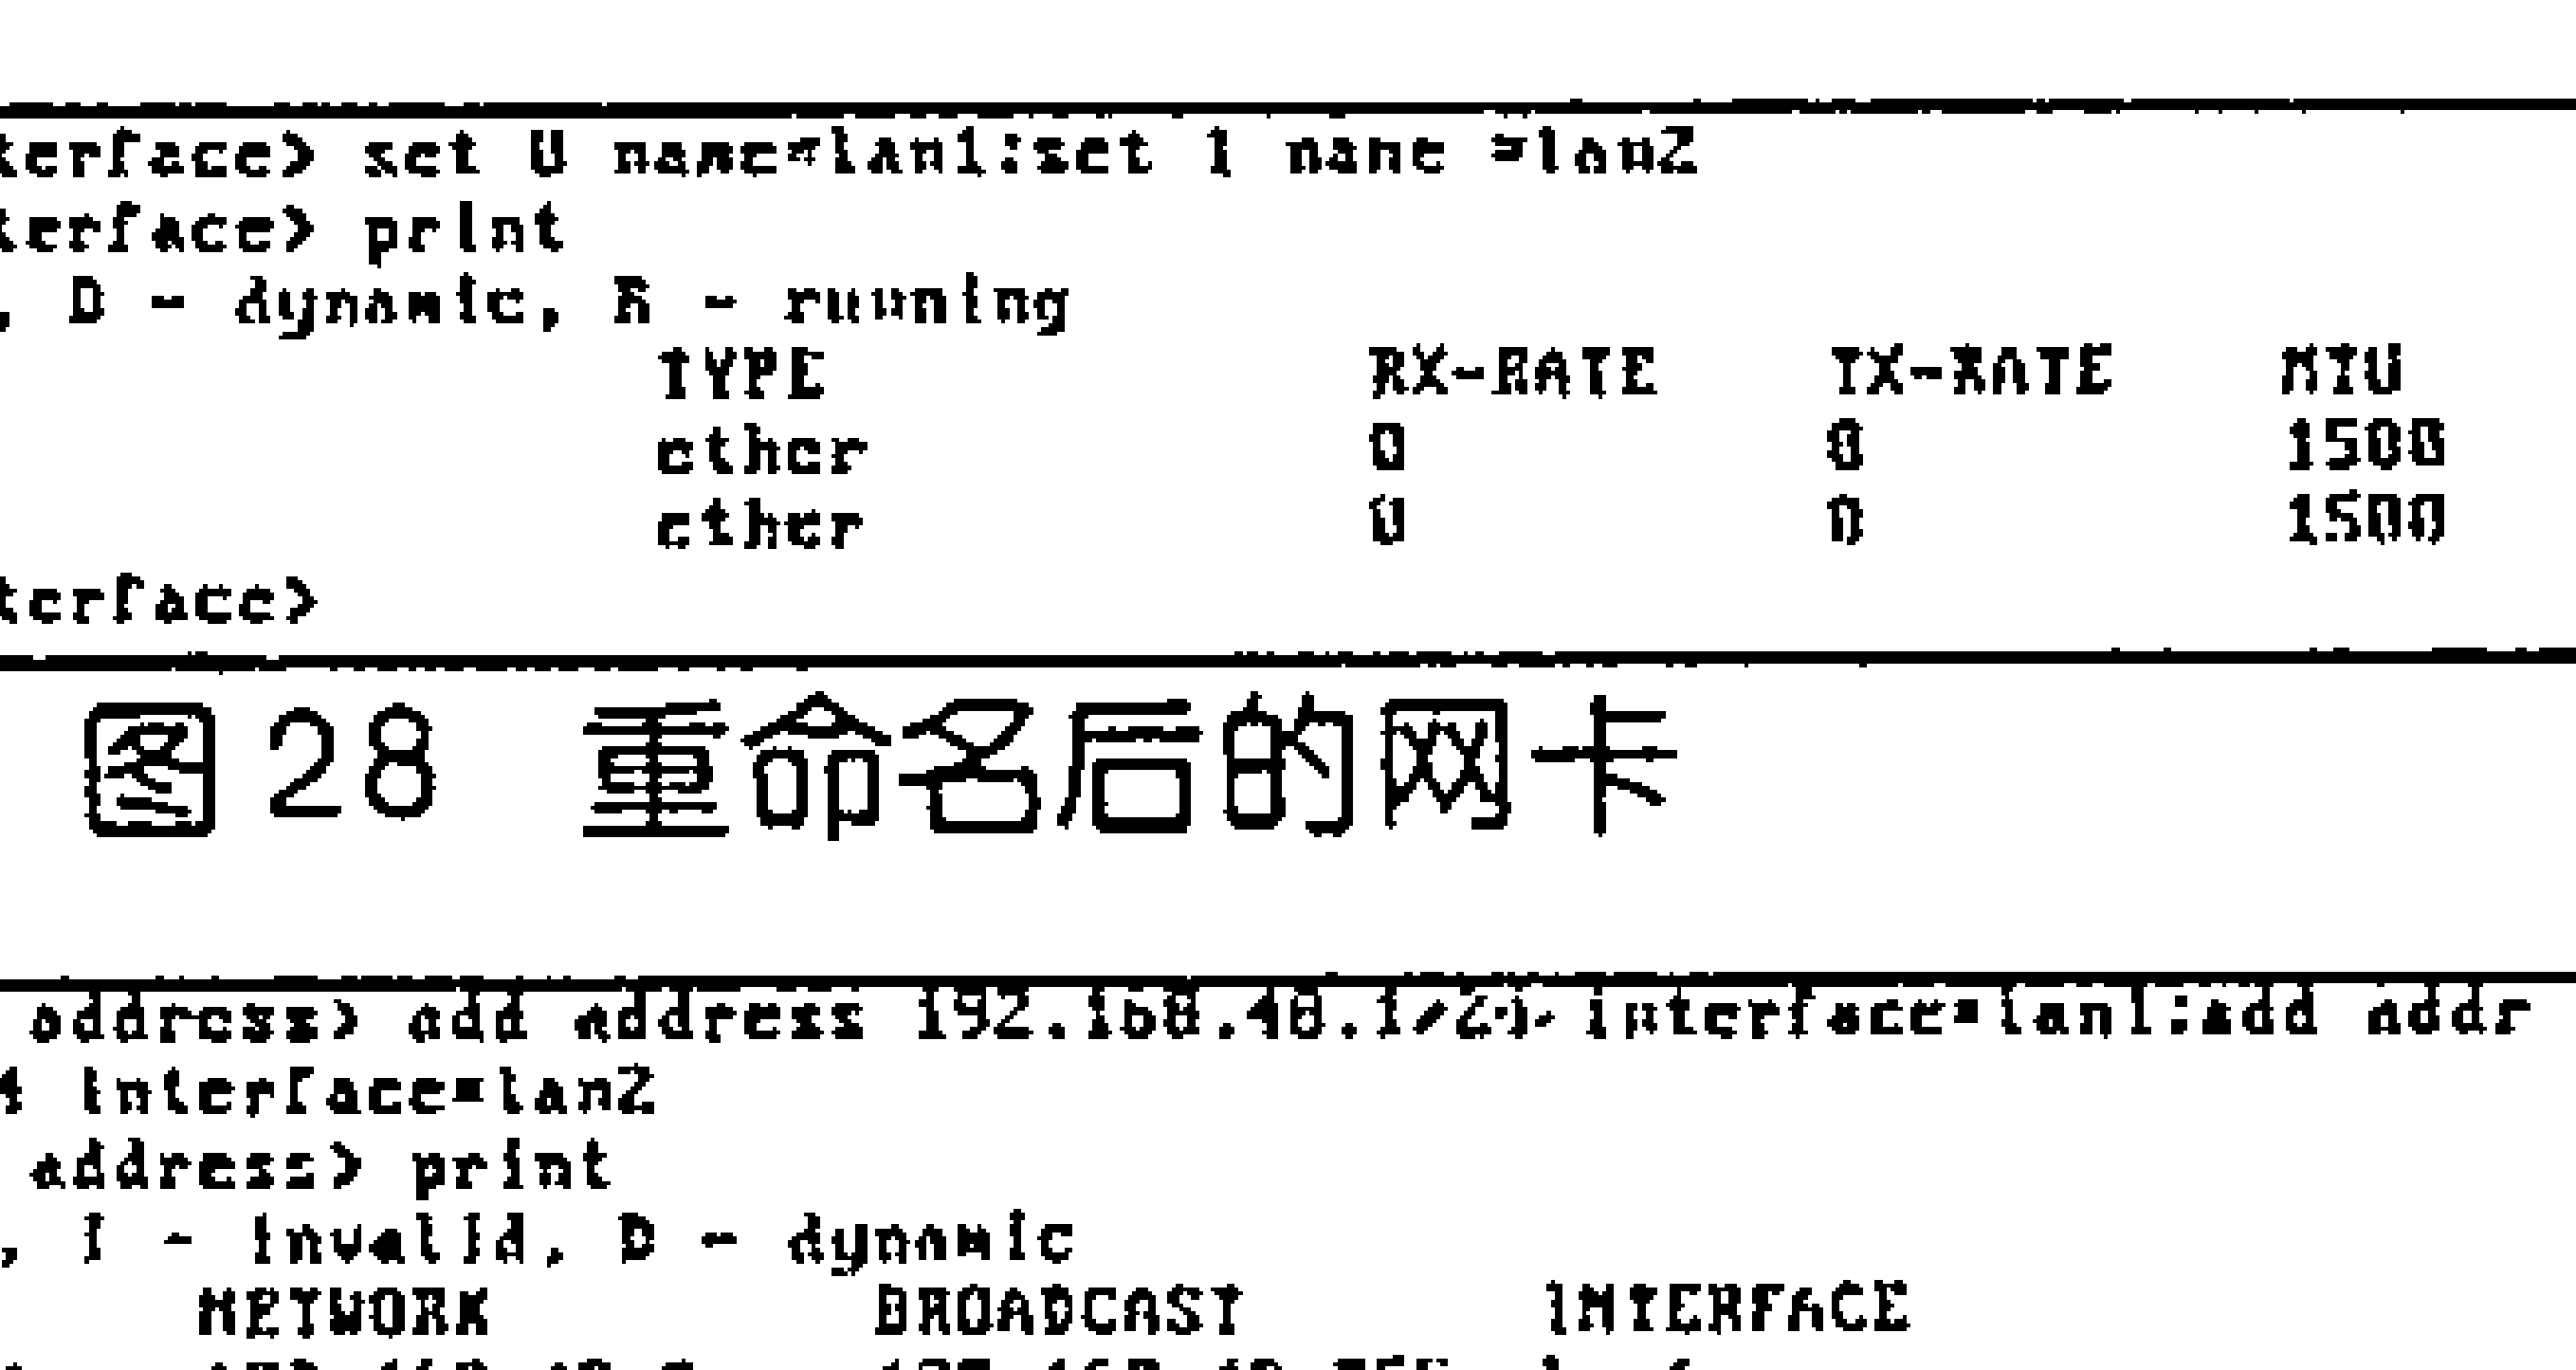 terface> set 0 name=lan1:set 1 name =lan2
terface> print
, D - dynamic, R - running
TYPE RX-RATE TX-RATE MTU
ether 0 0 1500
ether 0 0 1500
terface>
图28 重命名后的网卡
address> add address 192.168.40.1/24 interface=lan1:add addr
4 interface=lan2
address> print
, I - invalid, D - dynamic
NETWORK BROADCAST INTERFACE